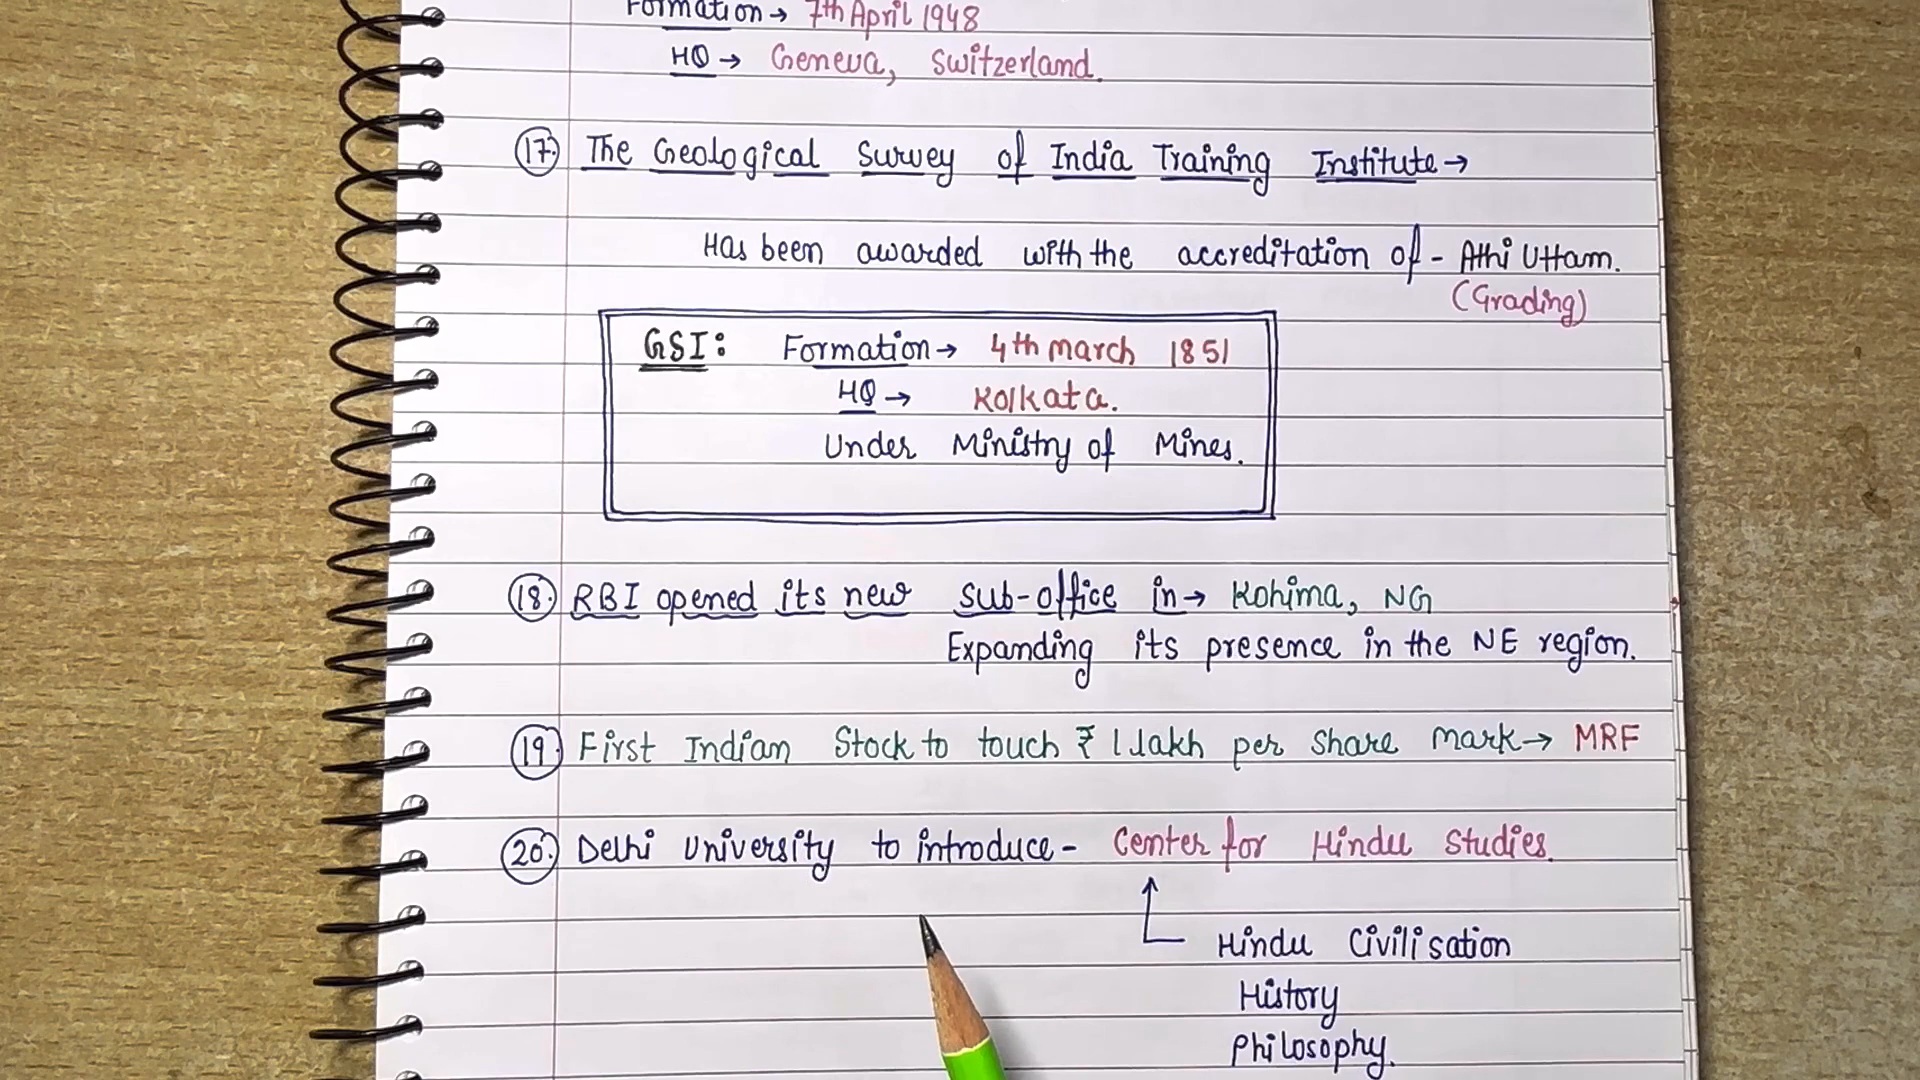 Formation → 7th April 1948
HQ → Geneva, Switzerland.
17. The Geological Survey of India Training Institute →
Has been awarded with the accreditation of - Athi Uttam.
(Grading)
GSI: Formation → 4th march 1851
HQ → Kolkata.
Under Ministry of Mines.
18. RBI opened its new sub-office in → Kohima, NG
Expanding its presence in the NE region.
19. First Indian Stock to touch ₹ 1 lakh per share mark → MRF
20. Delhi University to introduce - Center for Hindu Studies.
Hindu Civilisation
History
Philosophy.